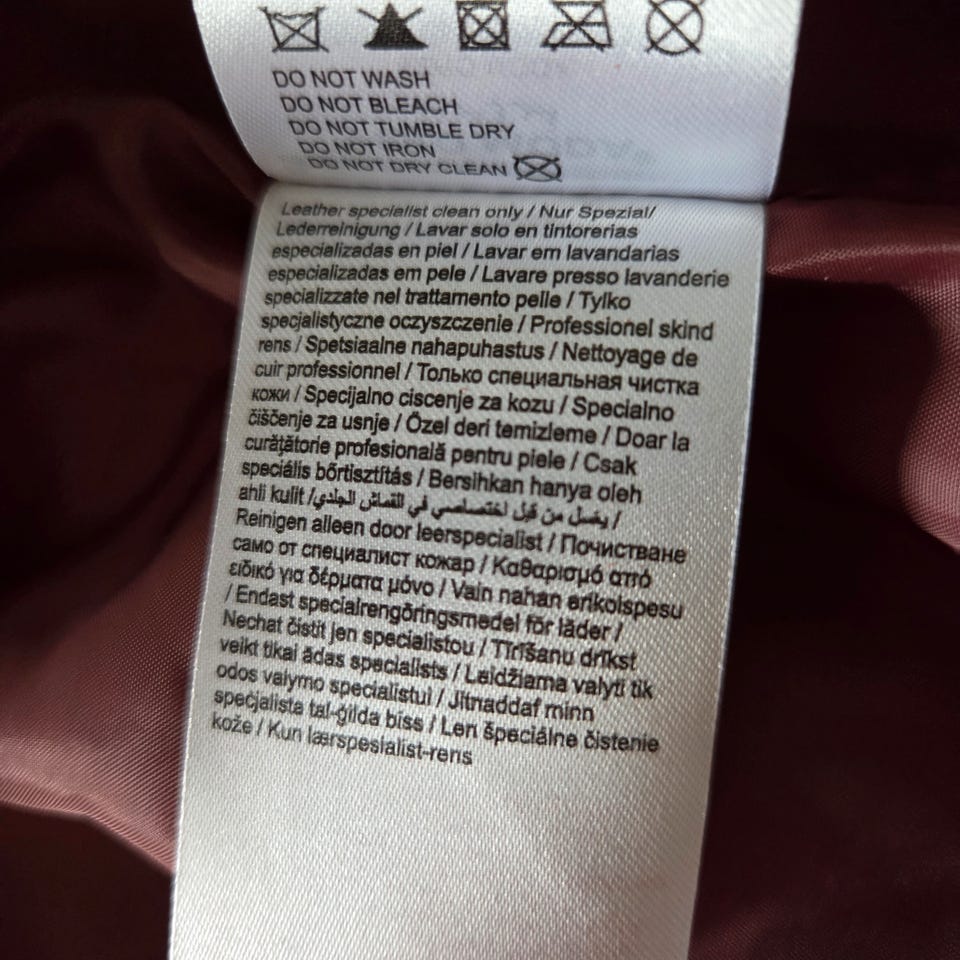 DO NOT WASH
DO NOT BLEACH
DO NOT TUMBLE DRY
DO NOT IRON
DO NOT DRY CLEAN
Leather specialist clean only / Nur Spezial/
Lederreinigung / Lavar solo en tintorerias
especializadas en piel / Lavar em lavandarias
especializadas em pele / Lavare presso lavanderie
specializzate nel trattamento pelle / Tylko
specjalistyczne oczyszczenie / Professionel skind
rens / Spetsiaalne nahapuhastus / Nettoyage de
cuir professionnel / Только специальная чистка
кожи / Specijalno ciscenje za kozu / Specialno
čiščenje za usnje / Özel deri temizleme / Doar la
curățătorie profesională pentru piele / Csak
speciális bőrtisztítás / Bersihkan hanya oleh
ahli kulit / يغسل من قبل اختصاصي في القماش الجلدي /
Reinigen alleen door leerspecialist / Почистване
само от специалист кожар / Καθαρισμό από
ειδικό για δέρματα μόνο / Vain nahan erikoispesu
/ Endast specialrengöringsmedel för läder /
Nechat čistit jen specialistou / Tīrīšanu drīkst
veikt tikai ādas specialists / Leidžiama valyti tik
odos valymo specialistui / Jitnaddaf minn
speċjalista tal-ġilda biss / Len špeciálne čistenie
kože / Kun lærspesialist-rens